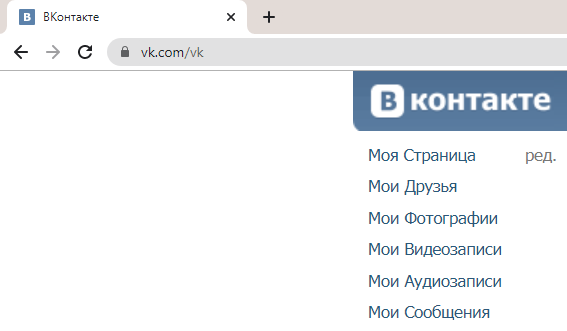 ВКонтакте
vk.com/vk
В контакте
Моя Страница ред.
Мои Друзья
Мои Фотографии
Мои Видеозаписи
Мои Аудиозаписи
Мои Сообщения